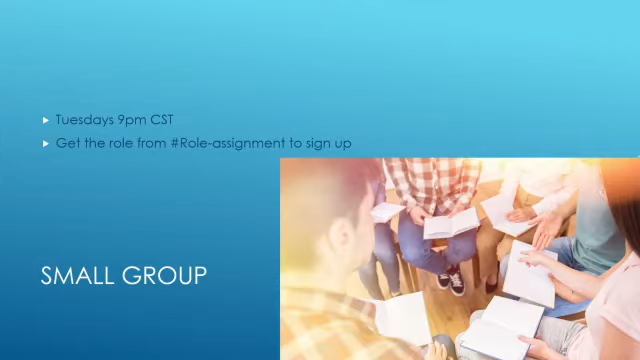 Tuesdays 9pm CST
Get the role from #Role-assignment to sign up
SMALL GROUP